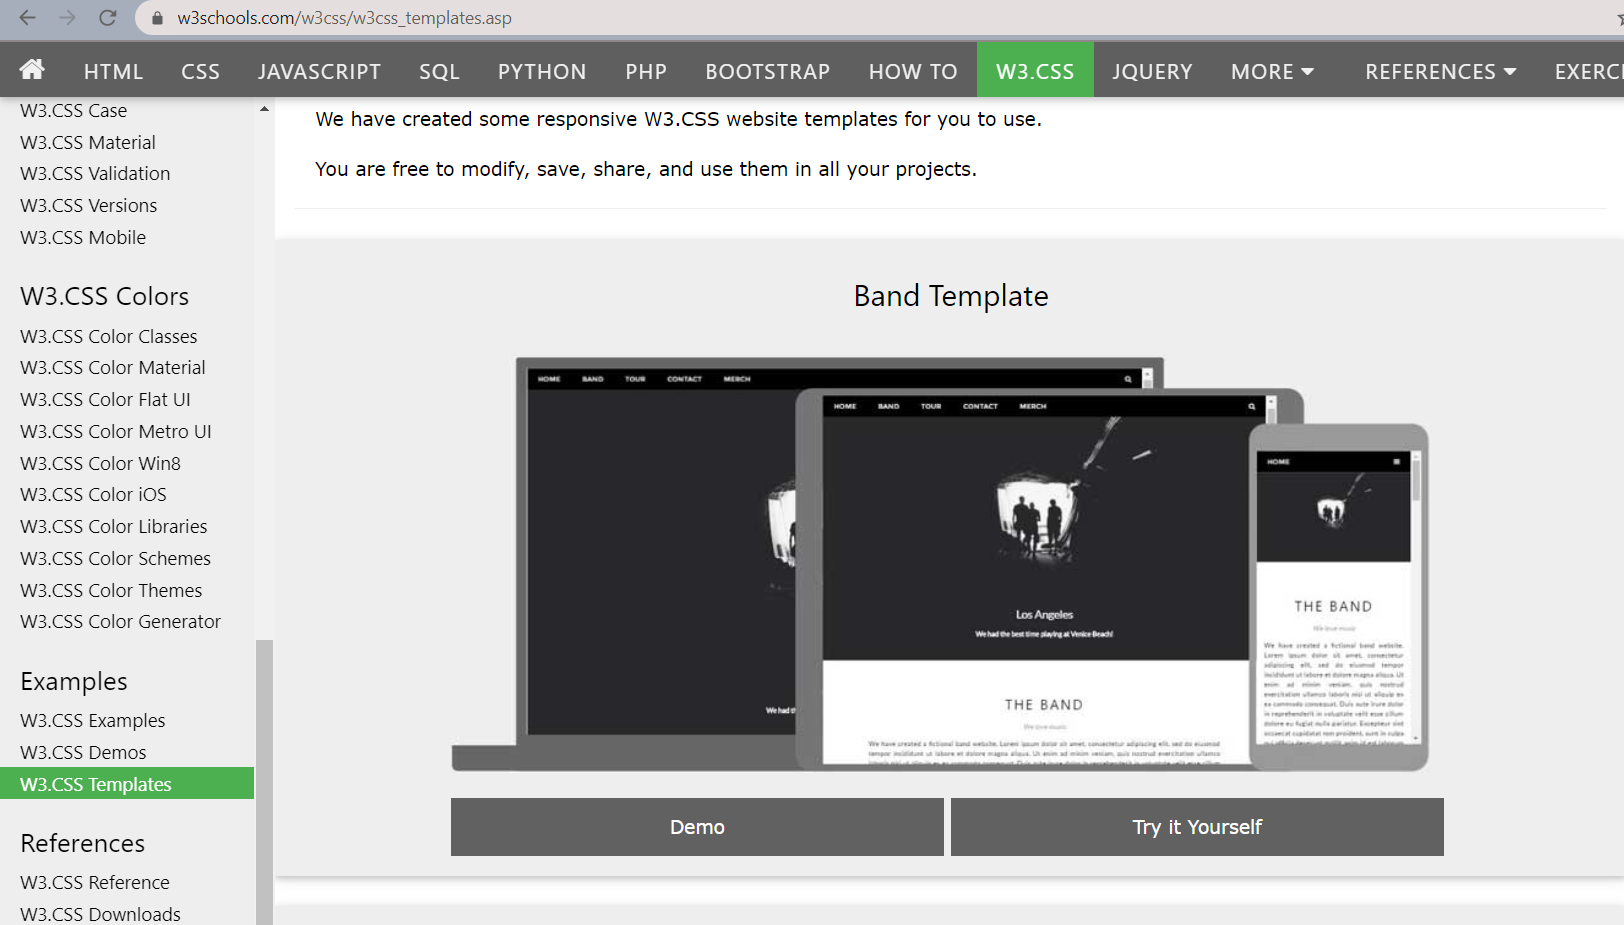 w3schools.com/w3css/w3css_templates.asp
HTML CSS JAVASCRIPT SQL PYTHON PHP BOOTSTRAP HOW TO W3.CSS JQUERY MORE REFERENCES EXERCI
W3.CSS Case
W3.CSS Material
W3.CSS Validation
W3.CSS Versions
W3.CSS Mobile
W3.CSS Colors
W3.CSS Color Classes
W3.CSS Color Material
W3.CSS Color Flat UI
W3.CSS Color Metro UI
W3.CSS Color Win8
W3.CSS Color iOS
W3.CSS Color Libraries
W3.CSS Color Schemes
W3.CSS Color Themes
W3.CSS Color Generator
Examples
W3.CSS Examples
W3.CSS Demos
W3.CSS Templates
References
W3.CSS Reference
W3.CSS Downloads
We have created some responsive W3.CSS website templates for you to use.
You are free to modify, save, share, and use them in all your projects.
Band Template
HOME BAND TOUR CONTACT MERCH
We had th
HOME BAND TOUR CONTACT MERCH
Los Angeles
We had the best time playing at Venice Beach!
THE BAND
We love music
We have created a fictional band website. Lorem ipsum dolor sit amet, consectetur adipiscing elit, sed do eiusmod tempor
incididunt ut labore et dolore magna aliqua. Ut enim ad minim veniam, quis nostrud exercitation ullamco laboris nisi ut
HOME
THE BAND
We love music
We have created a fictional band website.
Lorem ipsum dolor sit amet, consectetur
adipiscing elit, sed do eiusmod tempor
incididunt ut labore et dolore magna aliqua. Ut
enim ad minim veniam, quis nostrud
exercitation ullamco laboris nisi ut aliquip ex
ea commodo consequat. Duis aute irure dolor
in reprehenderit in voluptate velit esse cillum
dolore eu fugiat nulla pariatur. Excepteur sint
occaecat cupidatat non proident, sunt in culpa
Demo
Try it Yourself